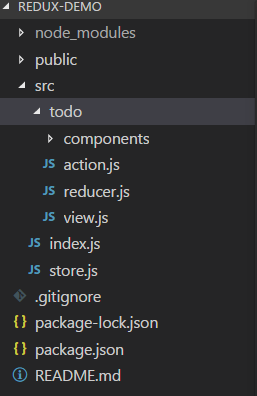 REDUX-DEMO
node_modules
public
src
todo
components
JS action.js
JS reducer.js
JS view.js
JS index.js
JS store.js
.gitignore
{ } package-lock.json
{ } package.json
README.md